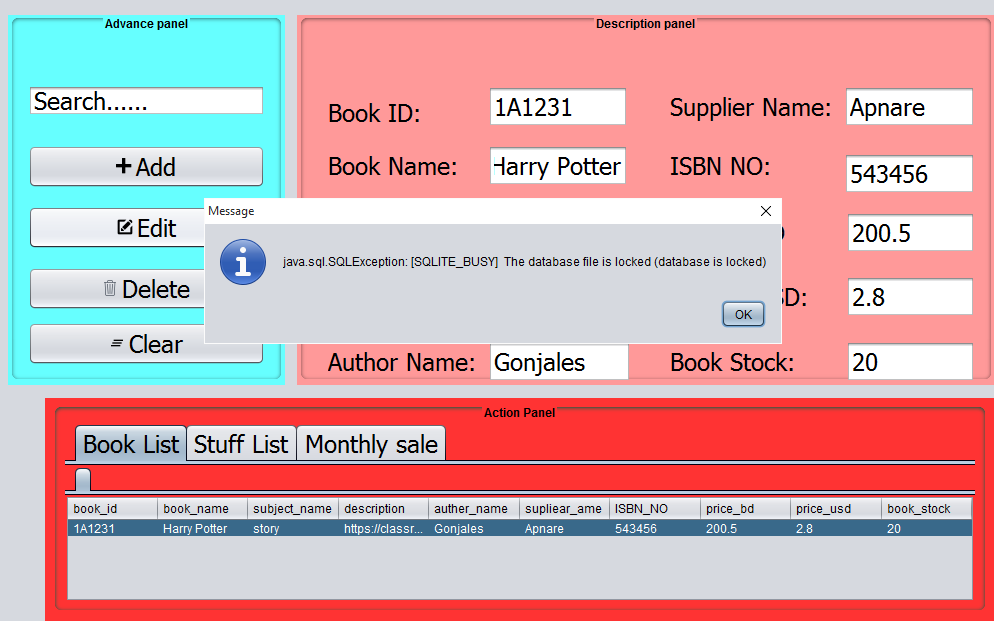 Advance panel
Search......
Add
Edit
Delete
Clear
Description panel
Book ID: 1A1231 Supplier Name: Apnare
Book Name: Harry Potter ISBN NO: 543456
200.5
D: 2.8
Author Name: Gonjales Book Stock: 20
Message
java.sql.SQLException: [SQLITE_BUSY] The database file is locked (database is locked)
OK
Action Panel
Book List Stuff List Monthly sale
book_id book_name subject_name description auther_name supliear_ame ISBN_NO price_bd price_usd book_stock
1A1231 Harry Potter story https://classr... Gonjales Apnare 543456 200.5 2.8 20